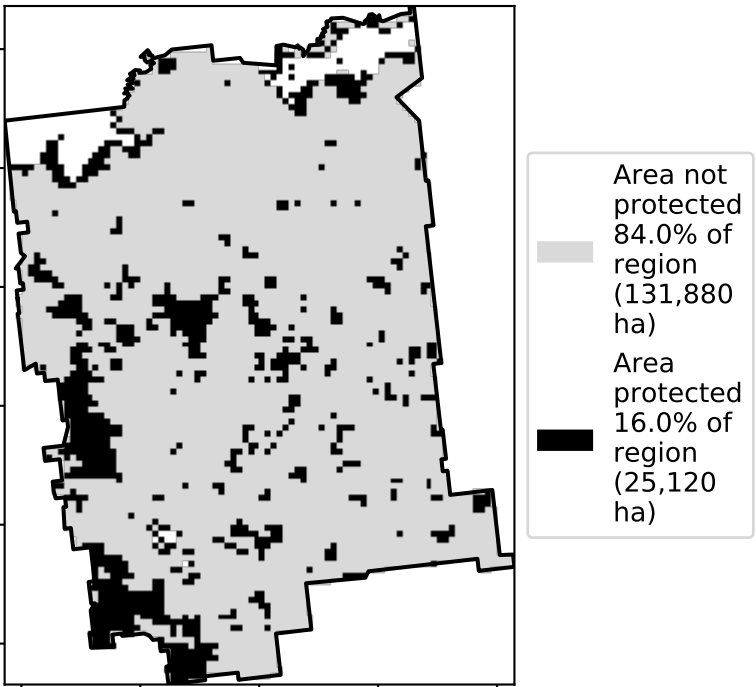 Area not
protected
84.0% of
region
(131,880
ha)
Area
protected
16.0% of
region
(25,120
ha)